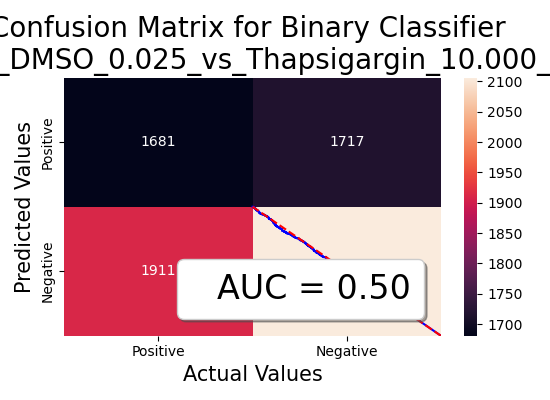 Confusion Matrix for Binary Classifier
_DMSO_0.025_vs_Thapsigargin_10.000_
Predicted Values
Positive
Negative
1681
1717
1911
AUC = 0.50
Positive
Negative
Actual Values
2100
2050
2000
1950
1900
1850
1800
1750
1700